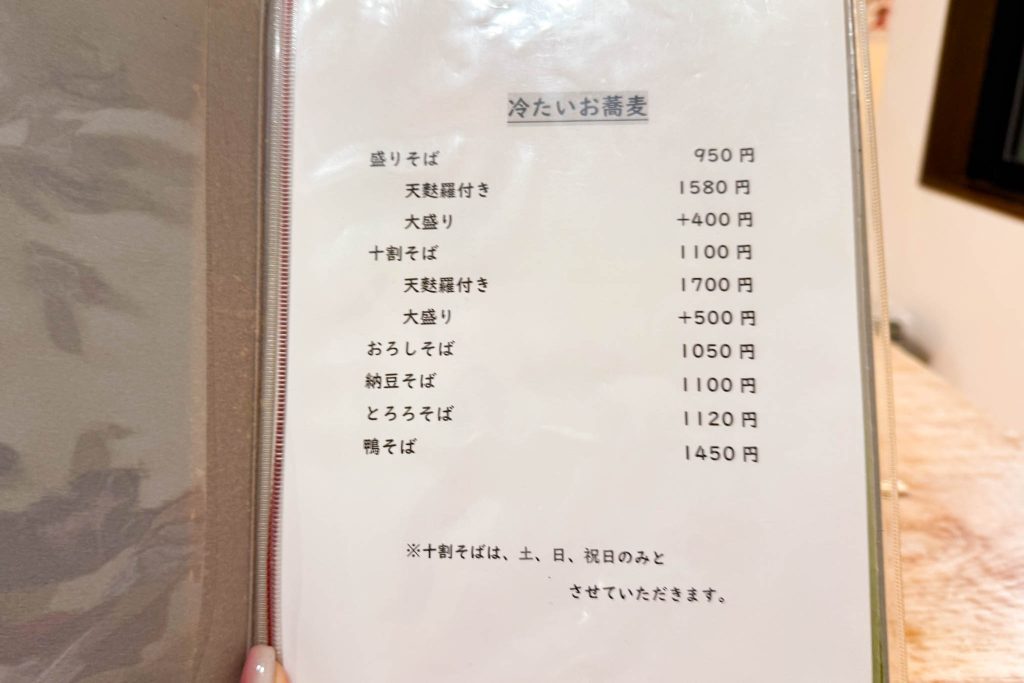 冷たいお蕎麦
盛りそば 950円
天麩羅付き 1580円
大盛り +400円
十割そば 1100円
天麩羅付き 1700円
大盛り +500円
おろしそば 1050円
納豆そば 1100円
とろろそば 1120円
鴨そば 1450円
※十割そばは、土、日、祝日のみと
させていただきます。